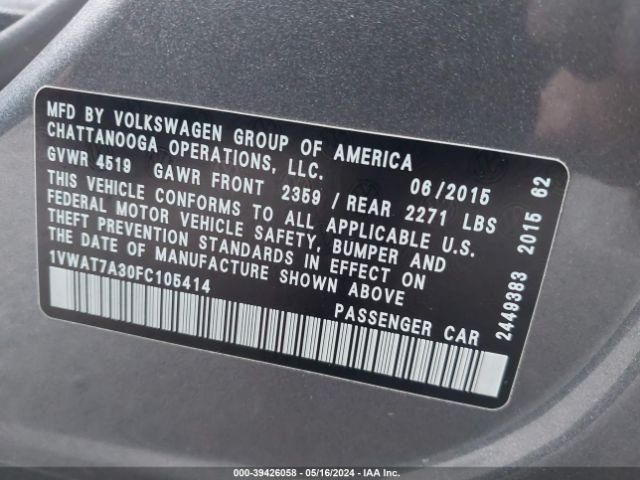 MFD BY VOLKSWAGEN GROUP OF AMERICA
CHATTANOOGA OPERATIONS, LLC.
GVWR 4519 GAWR FRONT 2359 / REAR 2271 LBS
06/2015
THIS VEHICLE CONFORMS TO ALL APPLICABLE U.S.
FEDERAL MOTOR VEHICLE SAFETY, BUMPER AND
THEFT PREVENTION STANDARDS IN EFFECT ON
THE DATE OF MANUFACTURE SHOWN ABOVE
1VWAT7A30FC105414
PASSENGER CAR
2449383 2015 62
000-39426058 - 05/16/2024 - IAA Inc.